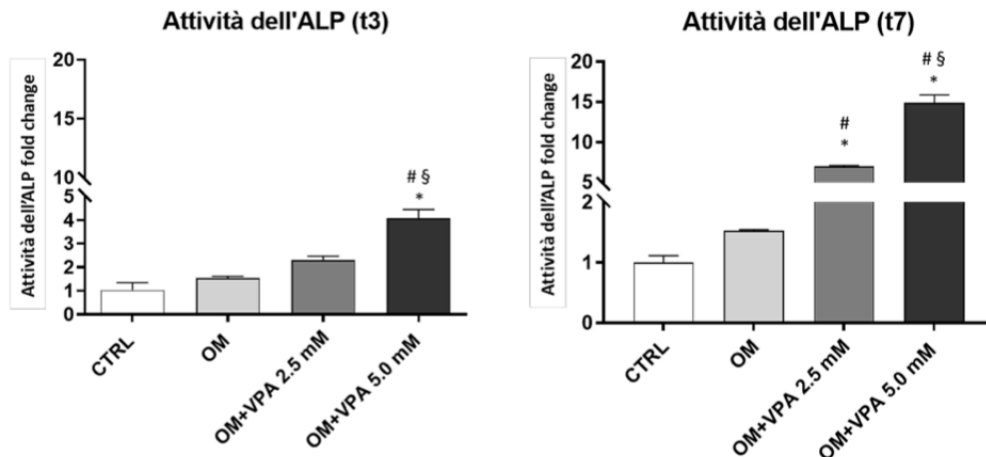 Attività dell'ALP (t3)
Attività dell'ALP fold change
20
15
10
5
4
3
2
1
0
# §
*
CTRL
OM
OM+VPA 2.5 mM
OM+VPA 5.0 mM
Attività dell'ALP (t7)
Attività dell'ALP fold change
20
15
10
5
2
1
0
#
*
# §
*
CTRL
OM
OM+VPA 2.5 mM
OM+VPA 5.0 mM